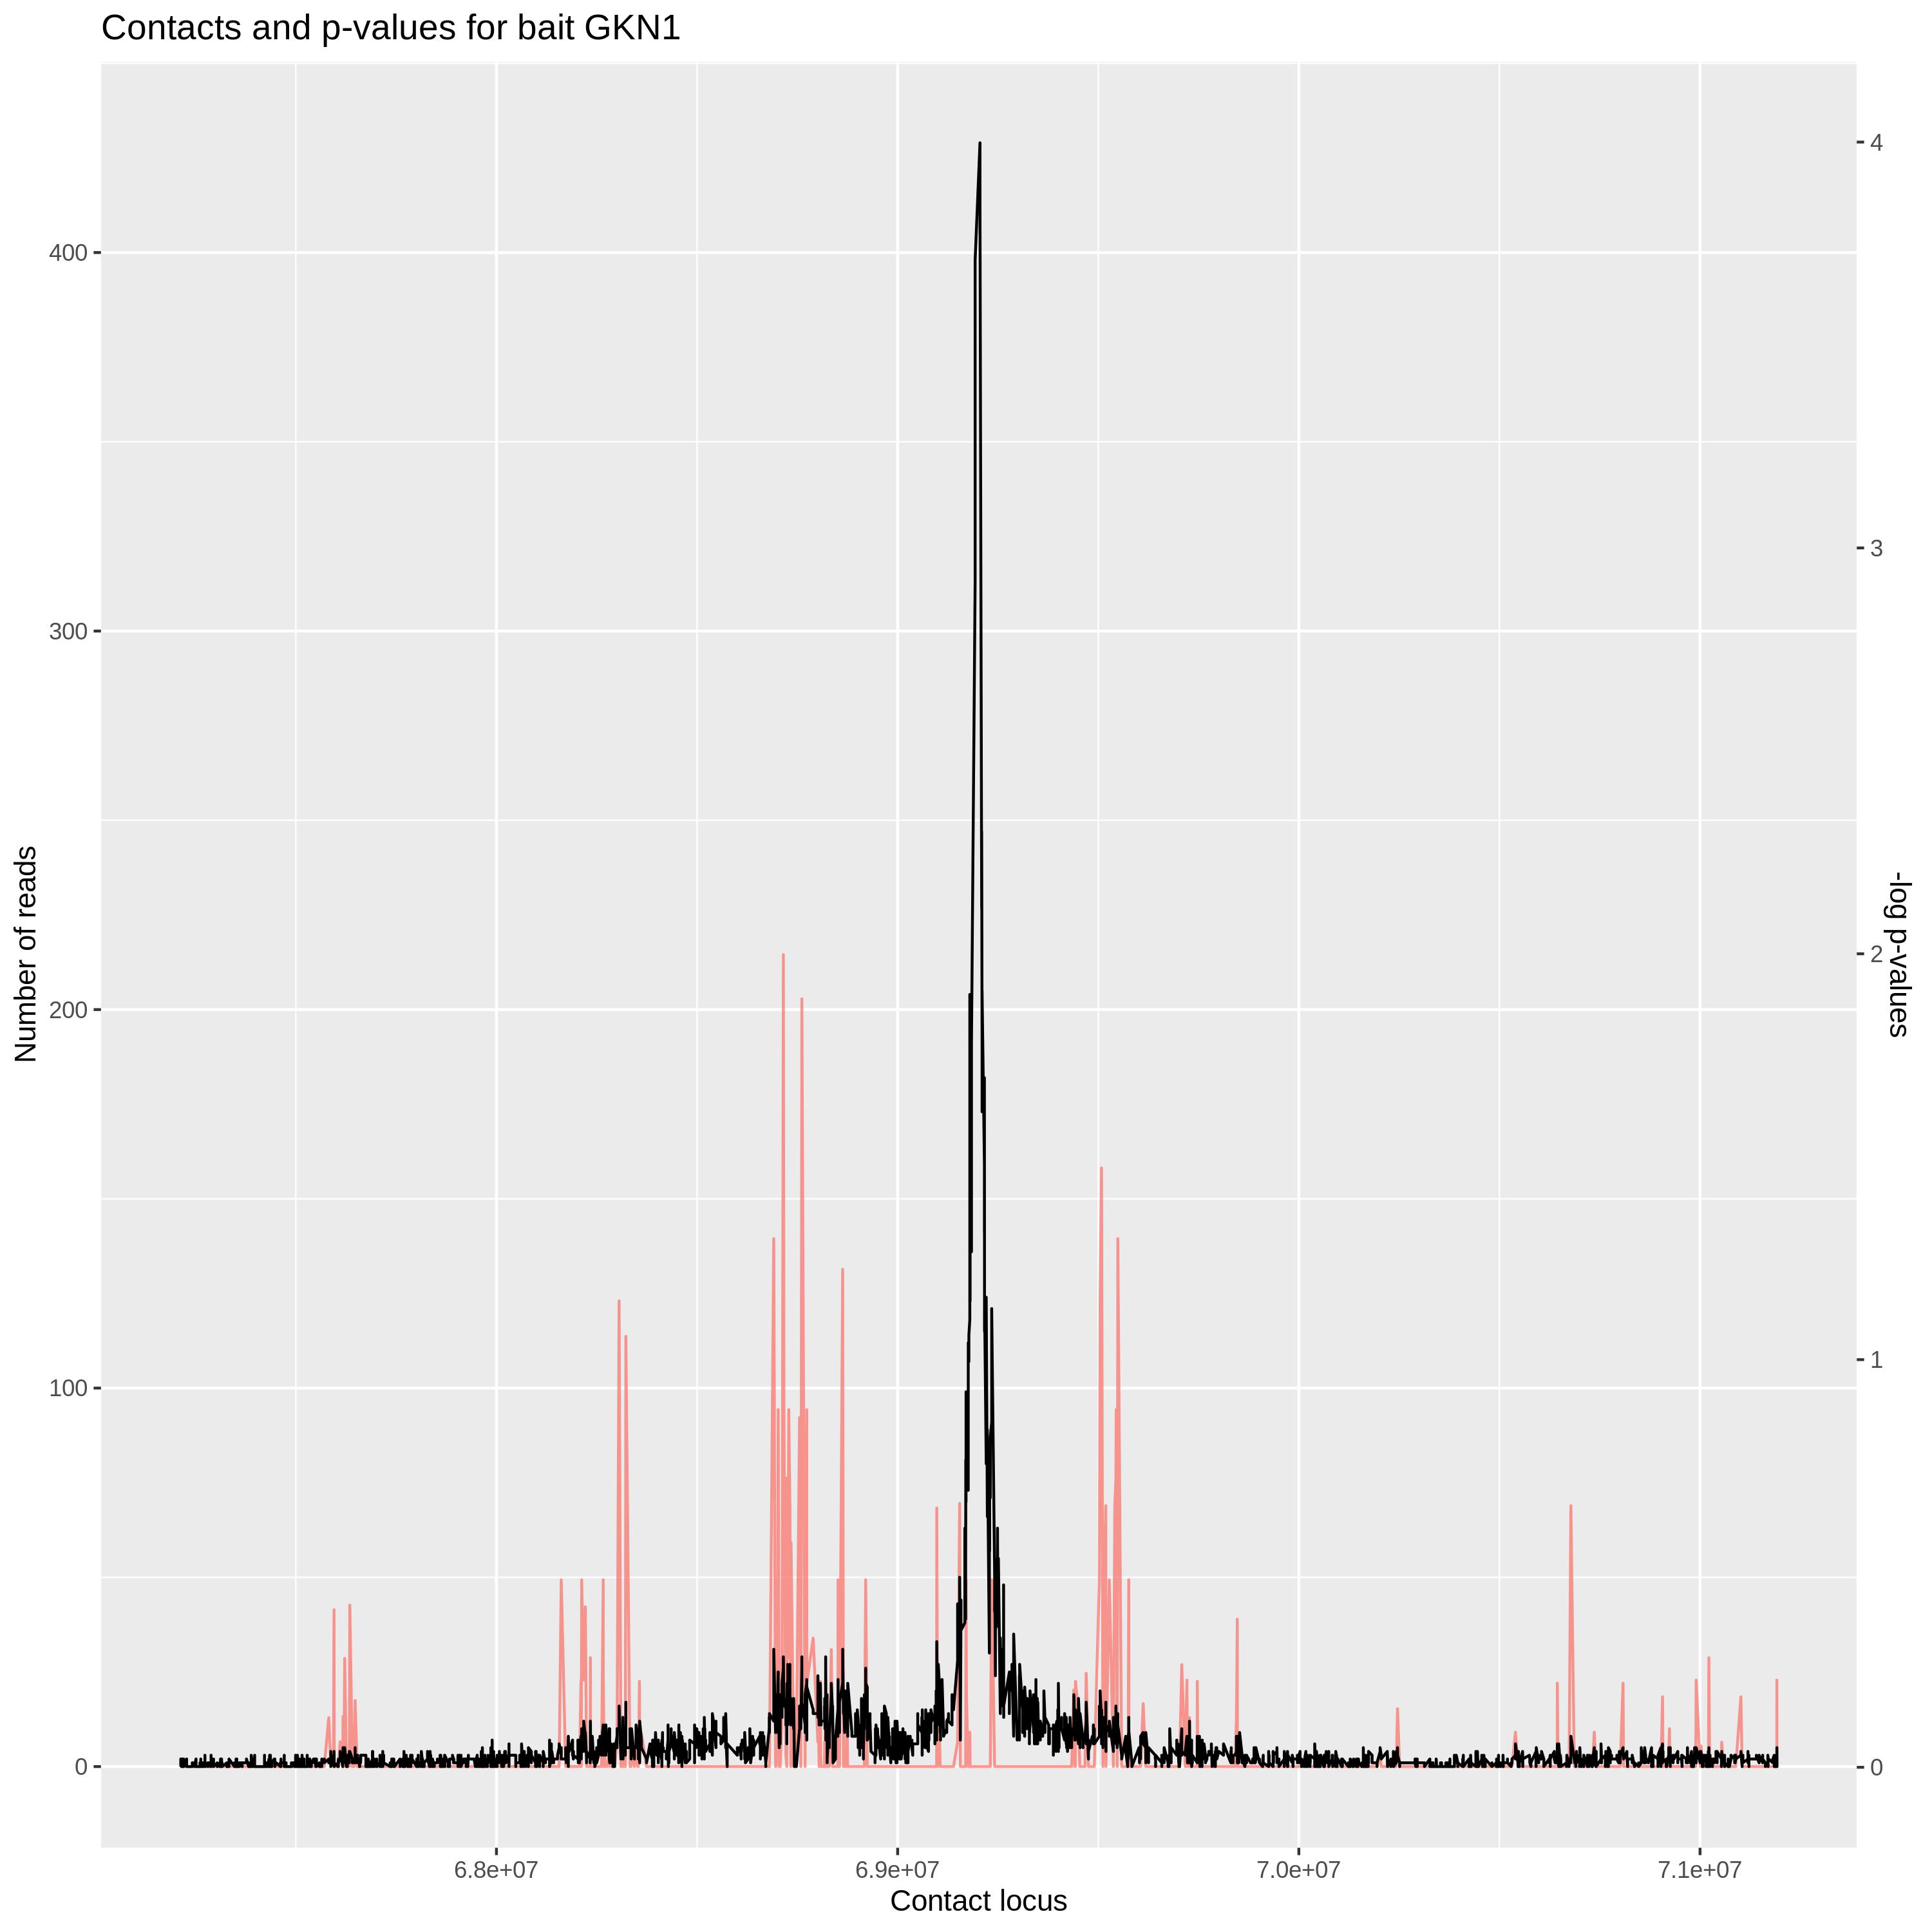 Contacts and p-values for bait GKN1
Number of reads
400
300
200
100
0
4
3
2
1
0
-log p-values
6.8e+07 6.9e+07 7.0e+07 7.1e+07
Contact locus